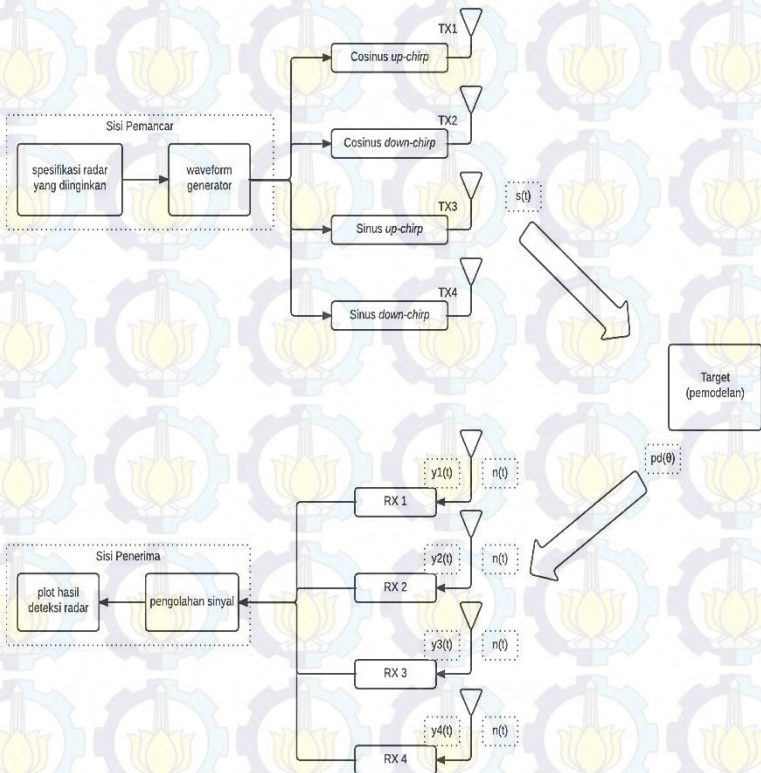 TX1
Cosinus up-chirp
TX2
Sisi Pemancar
Cosinus down-chirp
spesifikasi radar
yang diinginkan
waveform
generator
TX3
s(t)
Sinus up-chirp
TX4
Sinus down-chirp
Target
(pemodelan)
pd(θ)
y1(t)
n(t)
RX 1
y2(t)
n(t)
Sisi Penerima
RX 2
plot hasil
deteksi radar
pengolahan sinyal
y3(t)
n(t)
RX 3
y4(t)
n(t)
RX 4